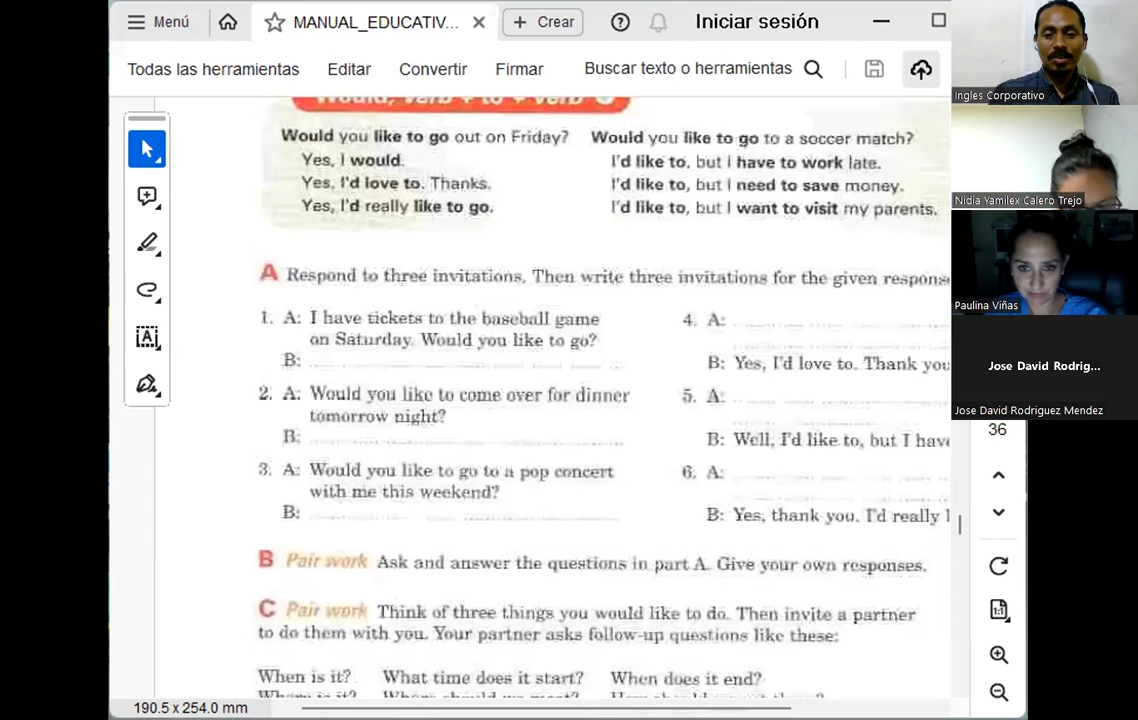 Menú
MANUAL_EDUCATIV...
Crear
Iniciar sesión
Todas las herramientas
Editar
Convertir
Firmar
Buscar texto o herramientas
Would, verb + to + verb
Would you like to go out on Friday?
Yes, I would.
Yes, I'd love to. Thanks.
Yes, I'd really like to go.
Would you like to go to a soccer match?
I'd like to, but I have to work late.
I'd like to, but I need to save money.
I'd like to, but I want to visit my parents.
A Respond to three invitations. Then write three invitations for the given
1. A: I have tickets to the baseball game
on Saturday. Would you like to go?
B:
2. A: Would you like to come over for dinner
tomorrow night?
B:
3. A: Would you like to go to a pop concert
with me this weekend?
B:
4. A:
B: Yes, I'd love to. Thank you
5. A:
B: Well, I'd like to, but I have
6. A:
B: Yes, thank you. I'd really
B Pair work Ask and answer the questions in part A. Give your own responses.
C Pair work Think of three things you would like to do. Then invite a partner
to do them with you. Your partner asks follow-up questions like these:
When is it? What time does it start? When does it end?
190.5 x 254.0 mm
36
1:1
Ingles Corporativo
Nidia Yamilex Calero Trejo
Paulina Viñas
Jose David Rodrig...
Jose David Rodriguez Mendez